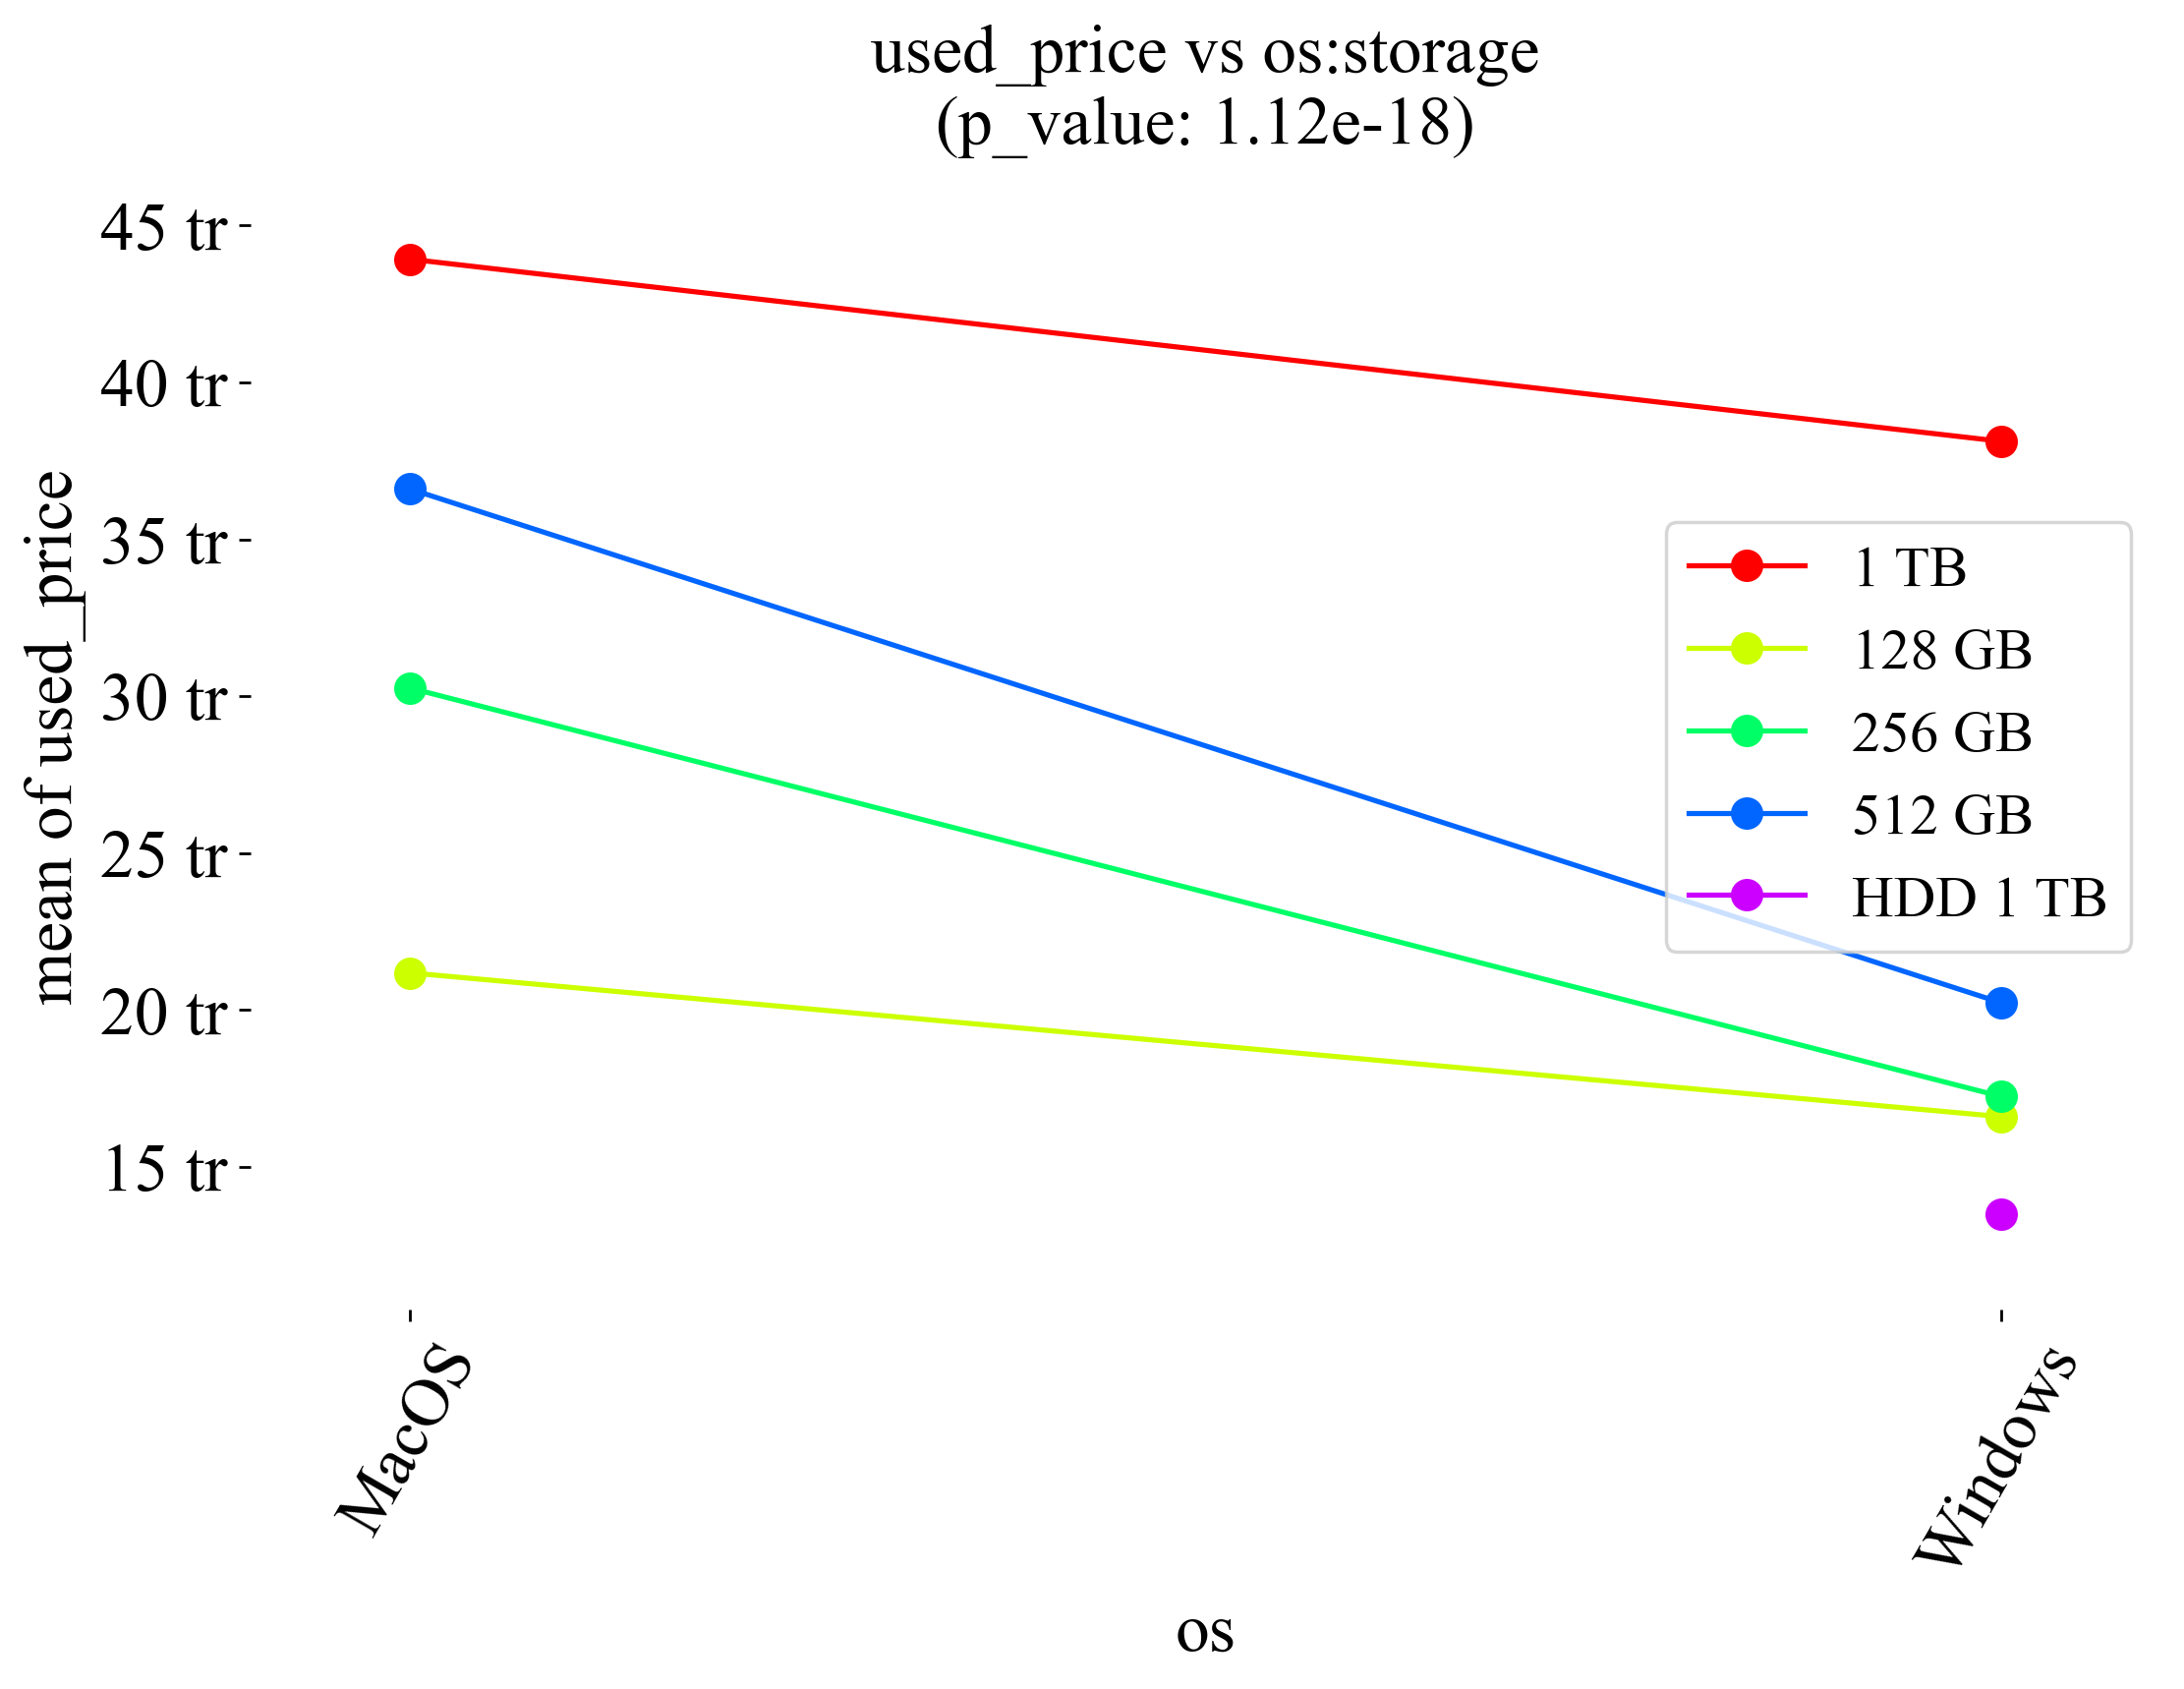 used_price vs os:storage
(p_value: 1.12e-18)
mean of used_price
45 tr
40 tr
35 tr
30 tr
25 tr
20 tr
15 tr
1 TB
128 GB
256 GB
512 GB
HDD 1 TB
MacOS
Windows
os